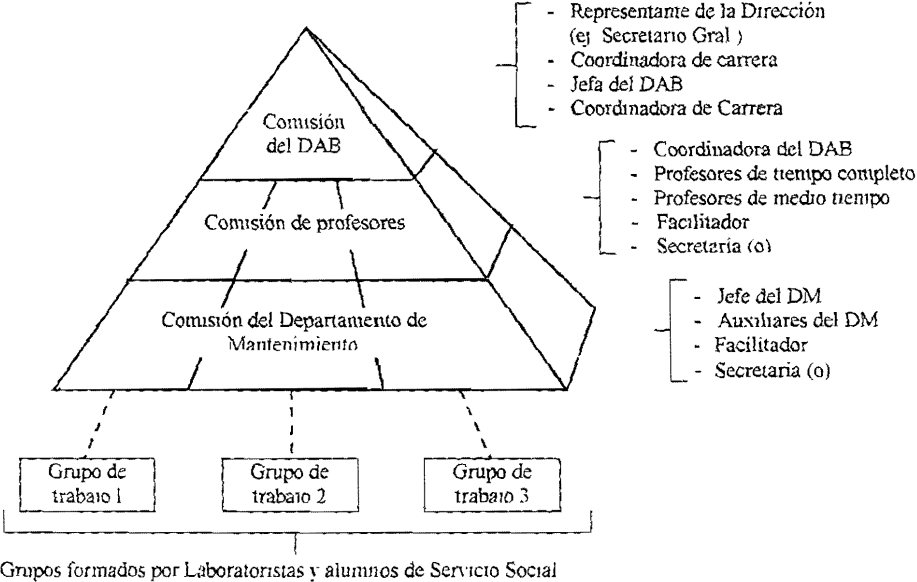 - Representante de la Dirección
(ej Secretario Gral )
- Coordinadora de carrera
- Jefa del DAB
- Coordinadora de Carrera
Comisión
del DAB
- Coordinadora del DAB
- Profesores de tiempo completo
- Profesores de medio tiempo
- Facilitador
- Secretaria (o)
Comisión de profesores
- Jefe del DM
- Auxiliares del DM
- Facilitador
- Secretaria (o)
Comisión del Departamento de
Mantenimiento
Grupo de
trabajo 1
Grupo de
trabajo 2
Grupo de
trabajo 3
Grupos formados por Laboratoristas y alumnos de Servicio Social